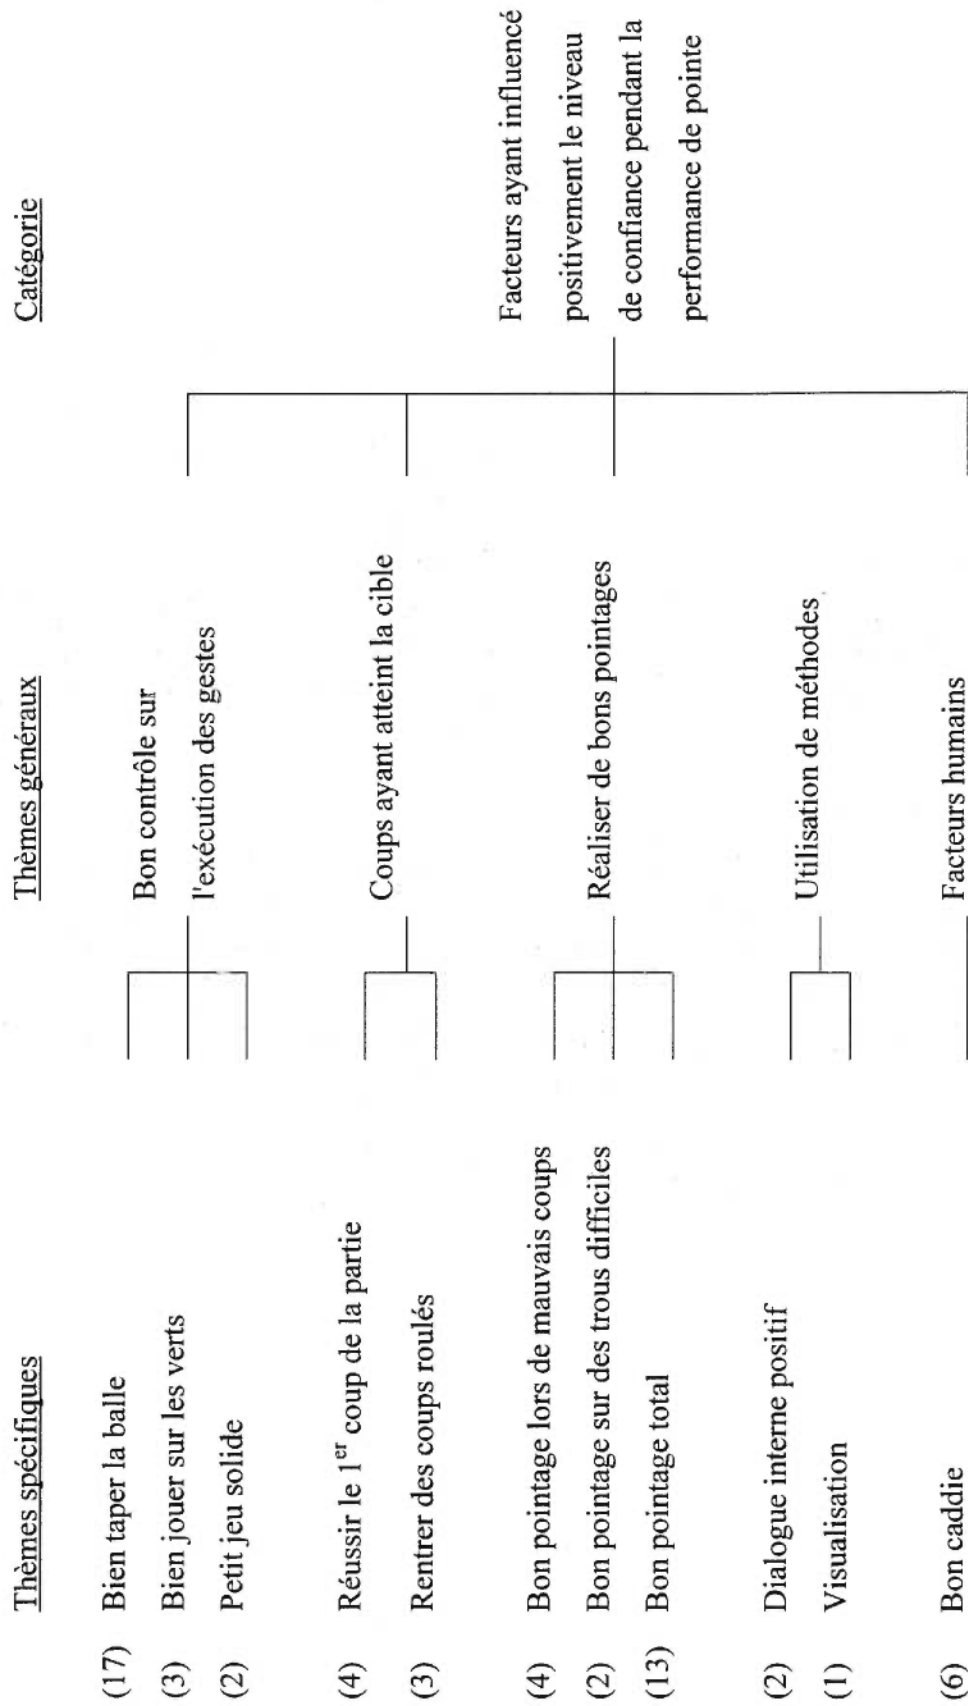 Thèmes spécifiques
Thèmes généraux
Catégorie
(17) Bien taper la balle
(3) Bien jouer sur les verts
(2) Petit jeu solide
Bon contrôle sur
l'exécution des gestes
(4) Réussir le 1er coup de la partie
(3) Rentrer des coups roulés
Coups ayant atteint la cible
(4) Bon pointage lors de mauvais coups
(2) Bon pointage sur des trous difficiles
(13) Bon pointage total
Réaliser de bons pointages
(2) Dialogue interne positif
(1) Visualisation
Utilisation de méthodes
(6) Bon caddie
Facteurs humains
Facteurs ayant influencé
positivement le niveau
de confiance pendant la
performance de pointe